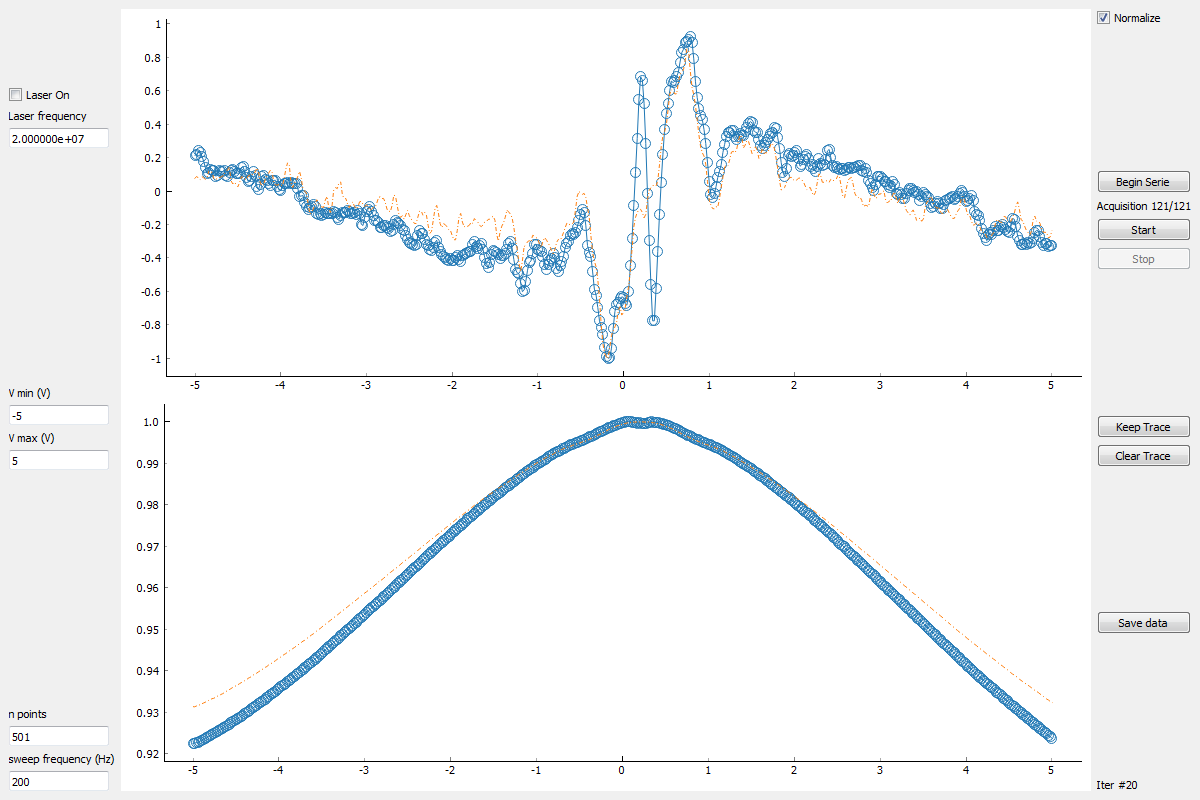 Laser On
Laser frequency
2.000000e+07
V min (V)
-5
V max (V)
5
n points
501
sweep frequency (Hz)
200
1
0.8
0.6
0.4
0.2
0
-0.2
-0.4
-0.6
-0.8
-1
-5 -4 -3 -2 -1 0 1 2 3 4 5
1.0
0.99
0.98
0.97
0.96
0.95
0.94
0.93
0.92
-5 -4 -3 -2 -1 0 1 2 3 4 5
Normalize
Begin Serie
Acquisition 121/121
Start
Stop
Keep Trace
Clear Trace
Save data
Iter #20